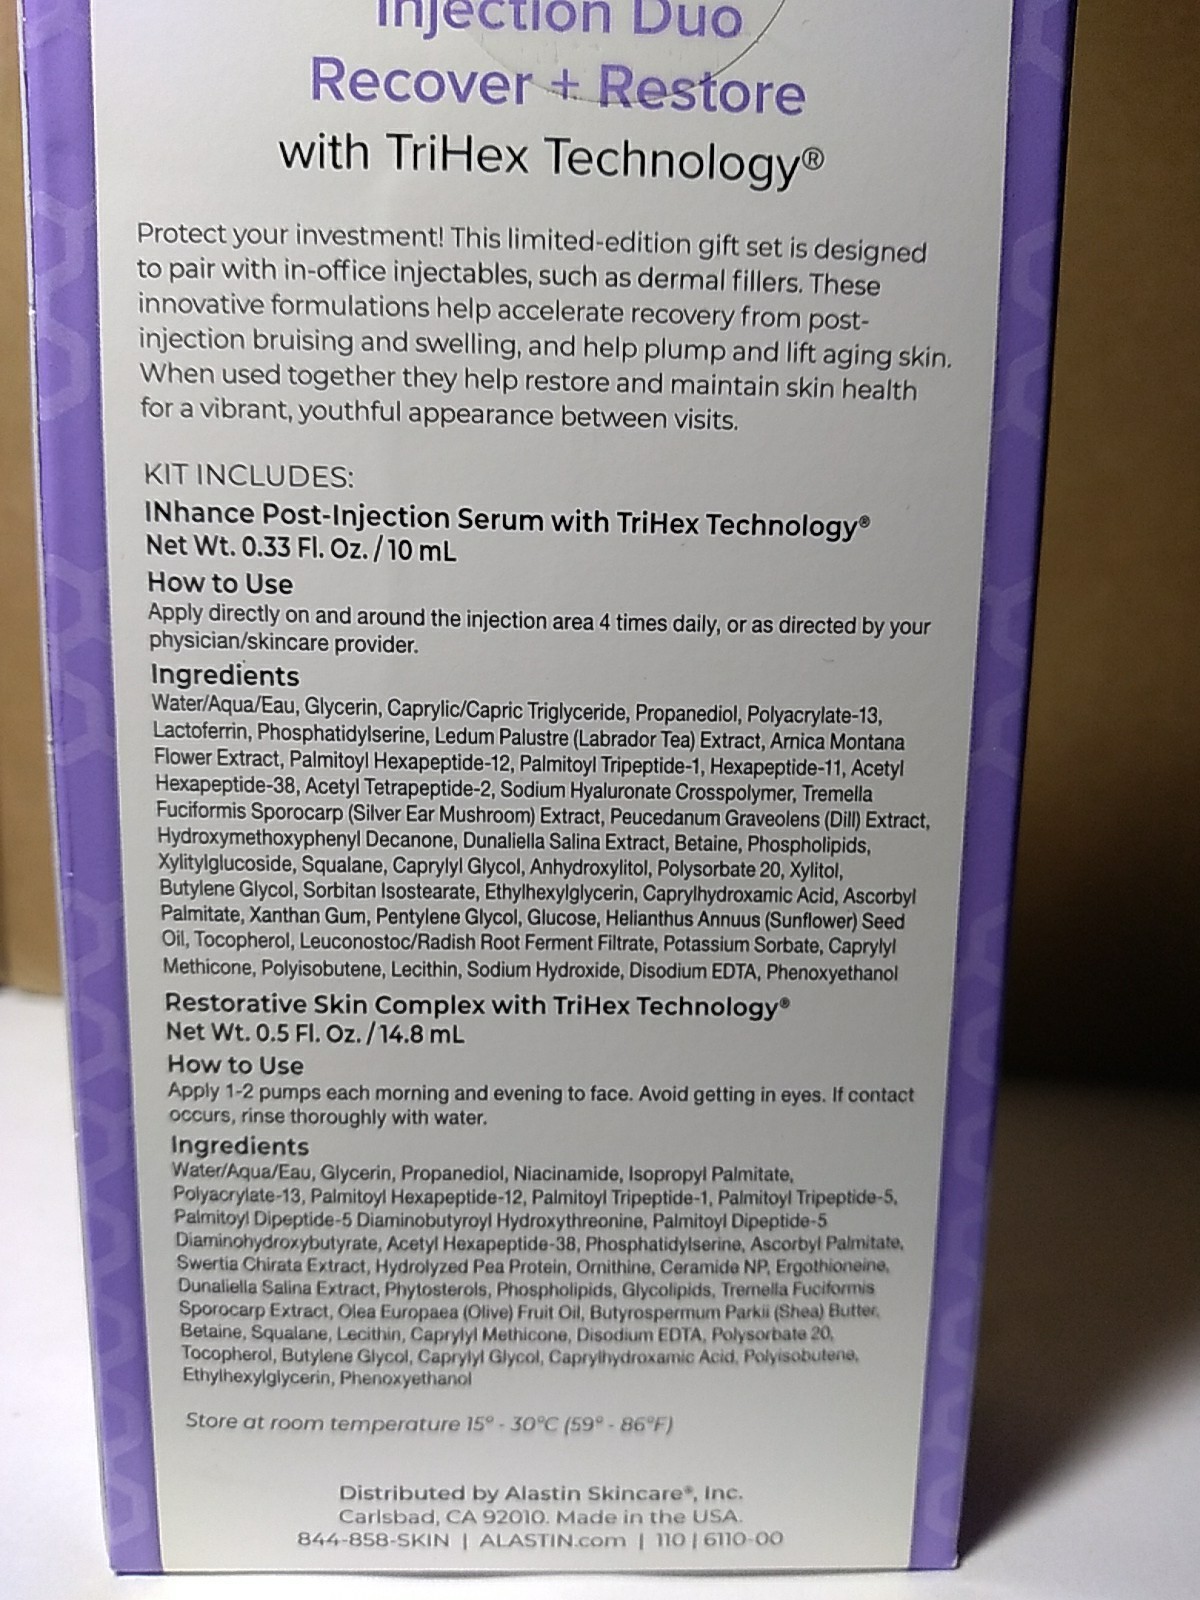 Injection Duo
Recover + Restore
with TriHex Technology®
Protect your investment! This limited-edition gift set is designed
to pair with in-office injectables, such as dermal fillers. These
innovative formulations help accelerate recovery from post-
injection bruising and swelling, and help plump and lift aging skin.
When used together they help restore and maintain skin health
for a vibrant, youthful appearance between visits.
KIT INCLUDES:
INhance Post-Injection Serum with TriHex Technology®
Net Wt. 0.33 Fl. Oz. / 10 mL
How to Use
Apply directly on and around the injection area 4 times daily, or as directed by your
physician/skincare provider.
Ingredients
Water/Aqua/Eau, Glycerin, Caprylic/Capric Triglyceride, Propanediol, Polyacrylate-13,
Lactoferrin, Phosphatidylserine, Ledum Palustre (Labrador Tea) Extract, Arnica Montana
Flower Extract, Palmitoyl Hexapeptide-12, Palmitoyl Tripeptide-1, Hexapeptide-11, Acetyl
Hexapeptide-38, Acetyl Tetrapeptide-2, Sodium Hyaluronate Crosspolymer, Tremella
Fuciformis Sporocarp (Silver Ear Mushroom) Extract, Peucedanum Graveolens (Dill) Extract,
Hydroxymethoxyphenyl Decanone, Dunaliella Salina Extract, Betaine, Phospholipids,
Xylitylglucoside, Squalane, Caprylyl Glycol, Anhydroxylitol, Polysorbate 20, Xylitol,
Butylene Glycol, Sorbitan Isostearate, Ethylhexylglycerin, Caprylhydroxamic Acid, Ascorbyl
Palmitate, Xanthan Gum, Pentylene Glycol, Glucose, Helianthus Annuus (Sunflower) Seed
Oil, Tocopherol, Leuconostoc/Radish Root Ferment Filtrate, Potassium Sorbate, Caprylyl
Methicone, Polyisobutene, Lecithin, Sodium Hydroxide, Disodium EDTA, Phenoxyethanol
Restorative Skin Complex with TriHex Technology®
Net Wt. 0.5 Fl. Oz. / 14.8 mL
How to Use
Apply 1-2 pumps each morning and evening to face. Avoid getting in eyes. If contact
occurs, rinse thoroughly with water.
Ingredients
Water/Aqua/Eau, Glycerin, Propanediol, Niacinamide, Isopropyl Palmitate,
Polyacrylate-13, Palmitoyl Hexapeptide-12, Palmitoyl Tripeptide-1, Palmitoyl Tripeptide-5,
Palmitoyl Dipeptide-5 Diaminobutyroyl Hydroxythreonine, Palmitoyl Dipeptide-5
Diaminohydroxybutyrate, Acetyl Hexapeptide-38, Phosphatidylserine, Ascorbyl Palmitate,
Swertia Chirata Extract, Hydrolyzed Pea Protein, Ornithine, Ceramide NP, Ergothioneine,
Dunaliella Salina Extract, Phytosterols, Phospholipids, Glycolipids, Tremella Fuciformis
Sporocarp Extract, Olea Europaea (Olive) Fruit Oil, Butyrospermum Parkii (Shea) Butter,
Betaine, Squalane, Lecithin, Caprylyl Methicone, Disodium EDTA, Polysorbate 20,
Tocopherol, Butylene Glycol, Caprylyl Glycol, Caprylhydroxamic Acid, Polyisobutene,
Ethylhexylglycerin, Phenoxyethanol
Store at room temperature 15° - 30°C (59° - 86°F)
Distributed by Alastin Skincare®, Inc.
Carlsbad, CA 92010. Made in the USA.
844-858-SKIN | ALASTIN.com | 110 | 6110-00